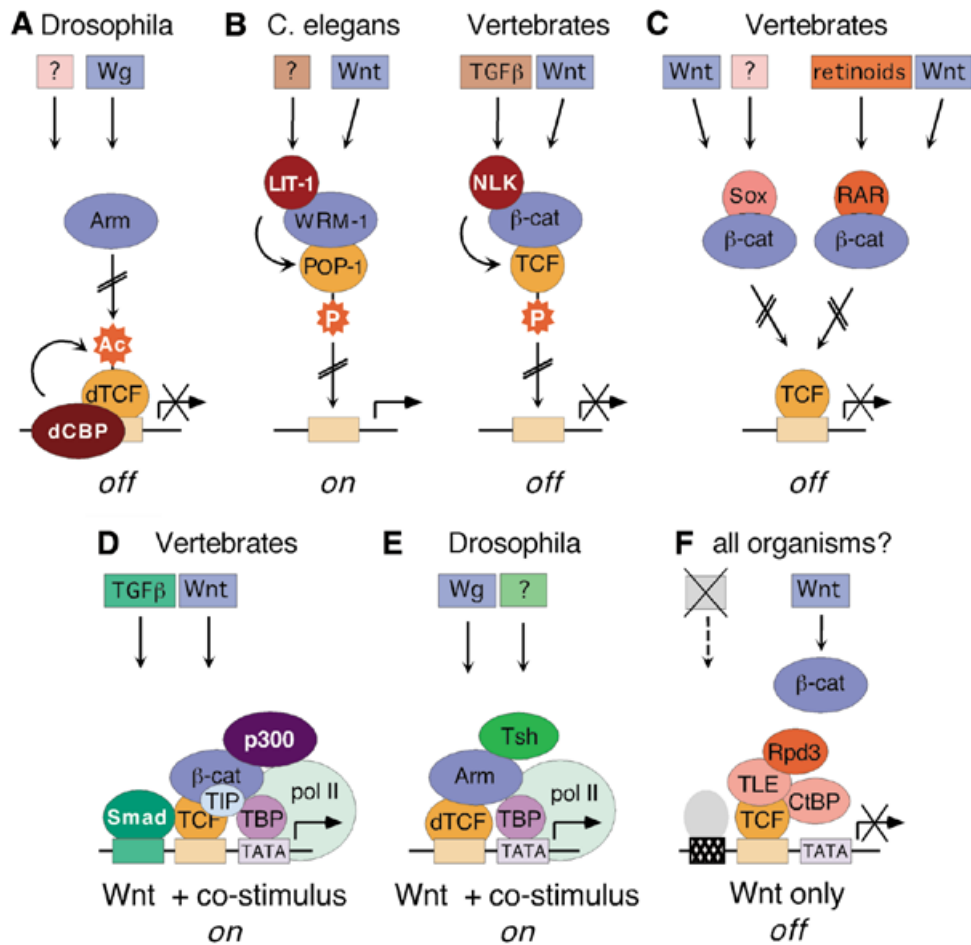 A Drosophila
? Wg
Arm
Ac
dTCF
dCBP
off
B C. elegans
? Wnt
LIT-1
WRM-1
POP-1
P
on
Vertebrates
TGFβ Wnt
NLK
β-cat
TCF
P
off
C Vertebrates
Wnt ? retinoids Wnt
Sox RAR
β-cat β-cat
TCF
off
D Vertebrates
TGFβ Wnt
p300
β-cat
TIP pol II
Smad TCF TBP
TATA
Wnt + co-stimulus
on
E Drosophila
Wg ?
Tsh
Arm
pol II
dTCF TBP
TATA
Wnt + co-stimulus
on
F all organisms?
Wnt
β-cat
Rpd3
TLE
CtBP
TCF
TATA
Wnt only
off